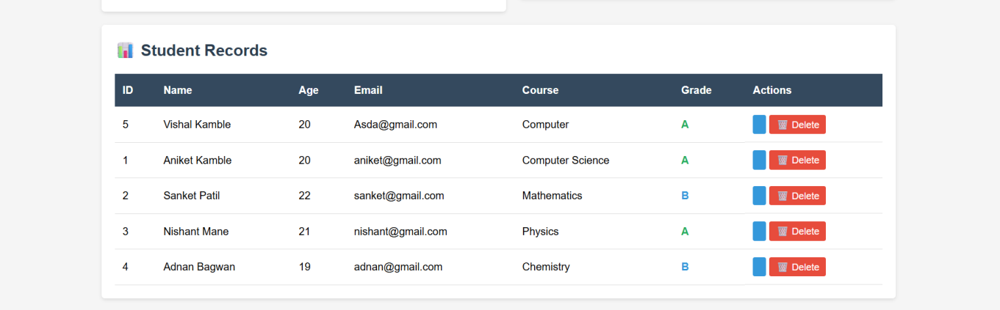 Student Records
ID Name Age Email Course Grade Actions
5 Vishal Kamble 20 Asda@gmail.com Computer A Delete
1 Aniket Kamble 20 aniket@gmail.com Computer Science A Delete
2 Sanket Patil 22 sanket@gmail.com Mathematics B Delete
3 Nishant Mane 21 nishant@gmail.com Physics A Delete
4 Adnan Bagwan 19 adnan@gmail.com Chemistry B Delete